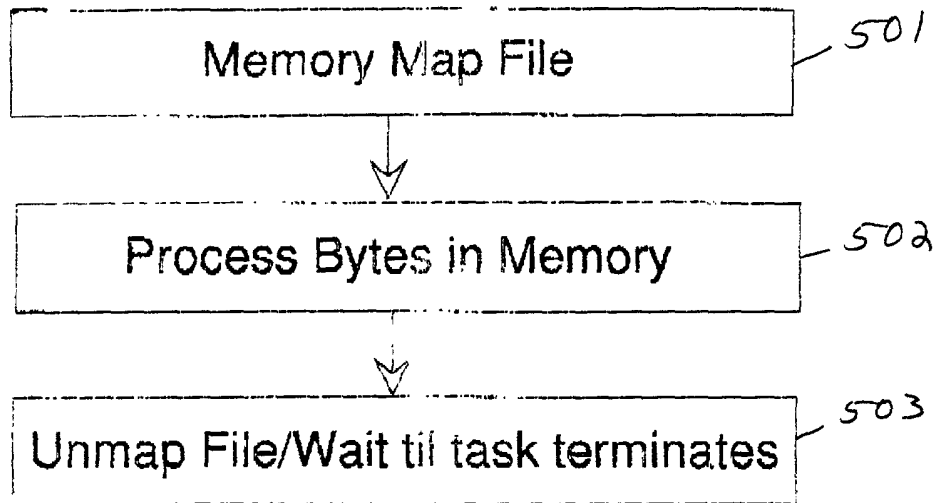 Memory Map File
501
Process Bytes in Memory
502
Unmap File/Wait til task terminates
503